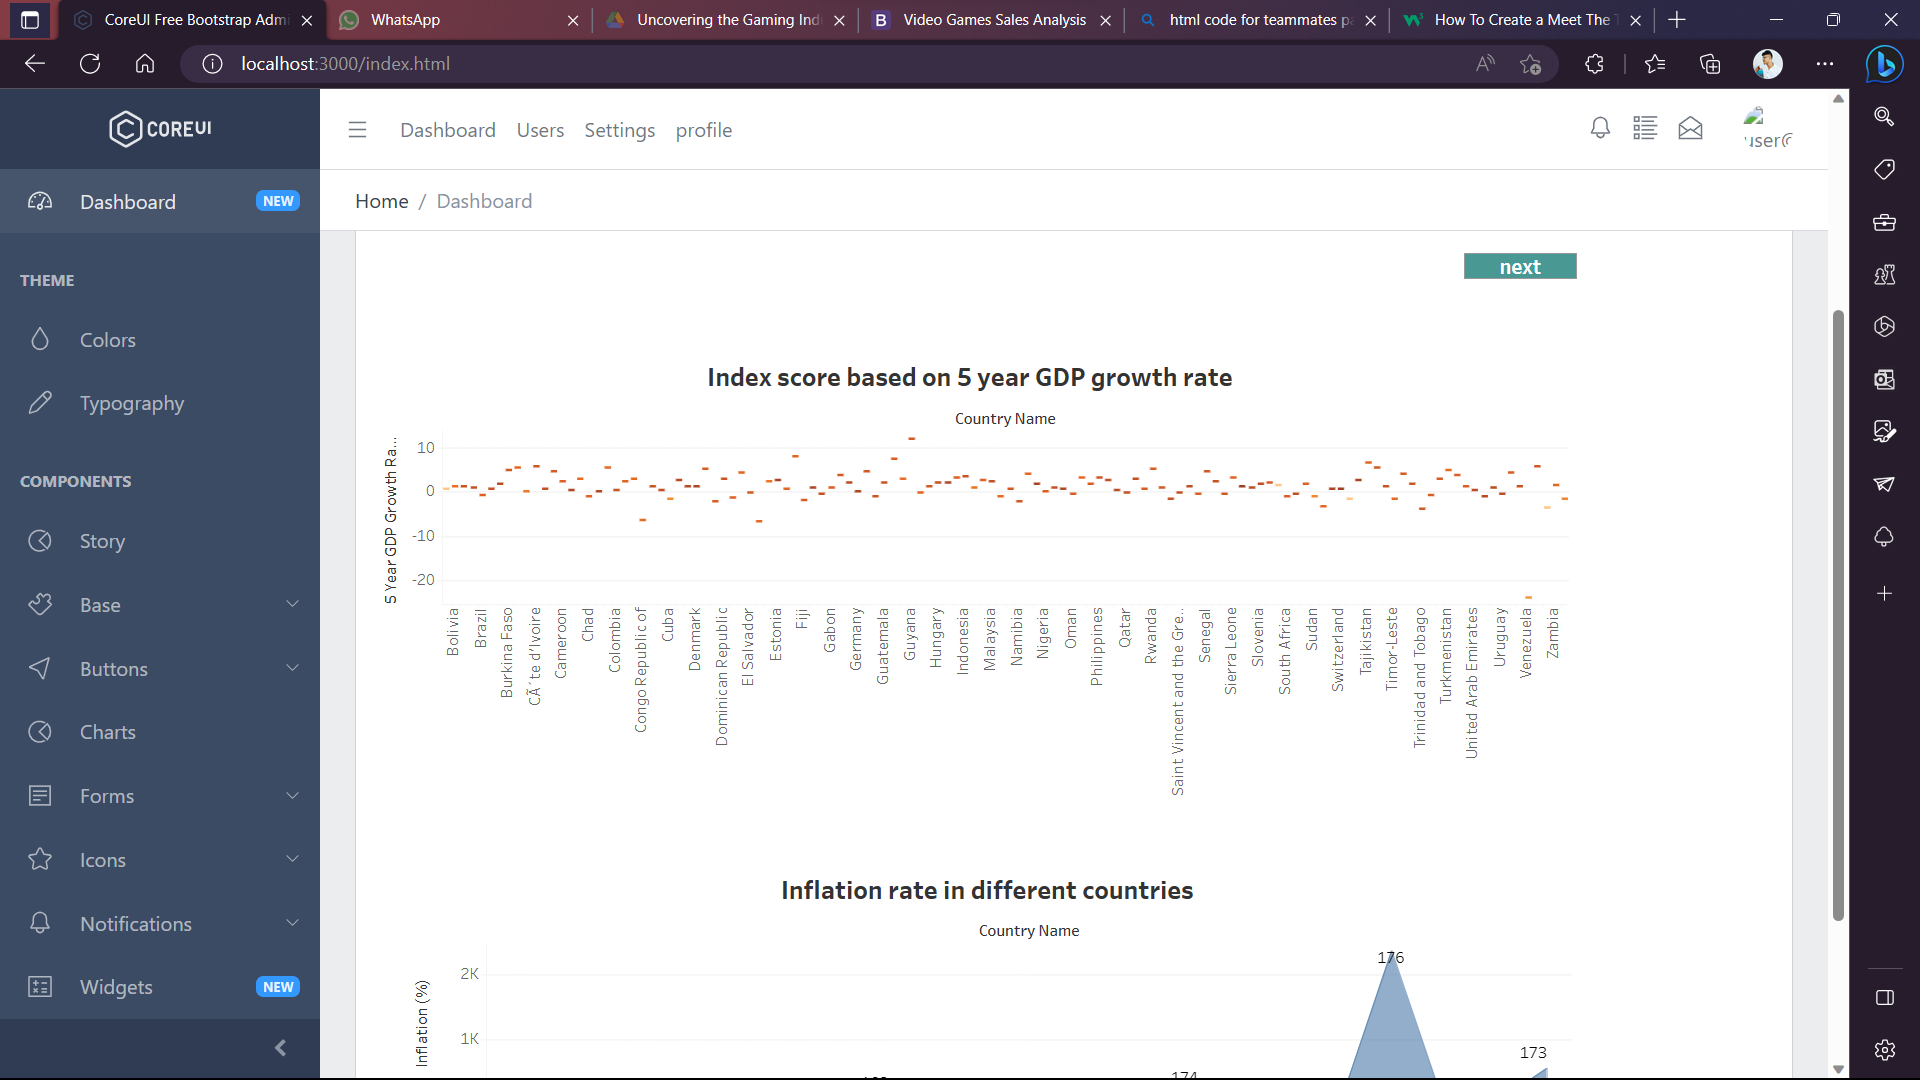 CoreUI Free Bootstrap Admi
WhatsApp
Uncovering the Gaming Ind
Video Games Sales Analysis
html code for teammates pa
How To Create a Meet The T
localhost:3000/index.html
COREUI
Dashboard Users Settings profile
Dashboard NEW
Home / Dashboard
next
THEME
Colors
Typography
COMPONENTS
Story
Base
Buttons
Charts
Forms
Icons
Notifications
Widgets NEW
Index score based on 5 year GDP growth rate
Country Name
5 Year GDP Growth Ra...
10
0
-10
-20
Bolivia
Brazil
Burkina Faso
CÃ´te d'Ivoire
Cameroon
Chad
Colombia
Congo Republic of
Cuba
Denmark
Dominican Republic
El Salvador
Estonia
Fiji
Gabon
Germany
Guatemala
Guyana
Hungary
Indonesia
Malaysia
Namibia
Nigeria
Oman
Philippines
Qatar
Rwanda
Saint Vincent and the Gre..
Senegal
Sierra Leone
Slovenia
South Africa
Sudan
Switzerland
Tajikistan
Timor-Leste
Trinidad and Tobago
Turkmenistan
United Arab Emirates
Uruguay
Venezuela
Zambia
Inflation rate in different countries
Country Name
Inflation (%)
2K
1K
176
173
174